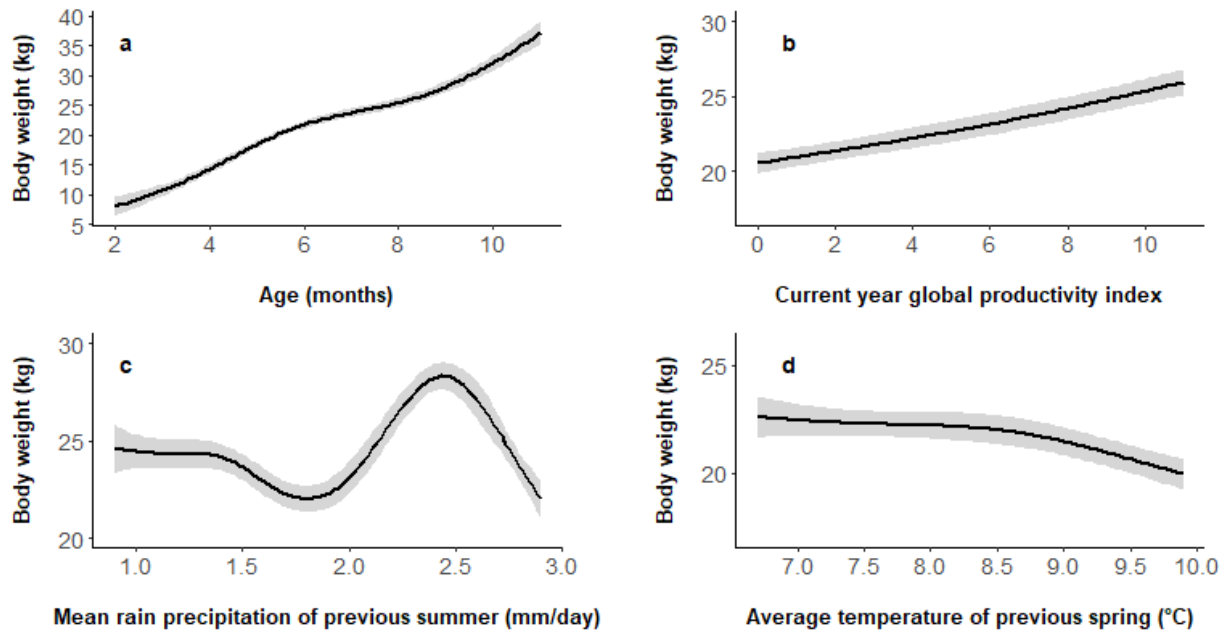 40
35
30
25
20
15
10
5
Body weight (kg)
a
2 4 6 8 10
Age (months)
30
25
20
Body weight (kg)
b
0 2 4 6 8 10
Current year global productivity index
30
25
20
Body weight (kg)
c
1.0 1.5 2.0 2.5 3.0
Mean rain precipitation of previous summer (mm/day)
25
20
Body weight (kg)
d
7.0 7.5 8.0 8.5 9.0 9.5 10.0
Average temperature of previous spring (°C)